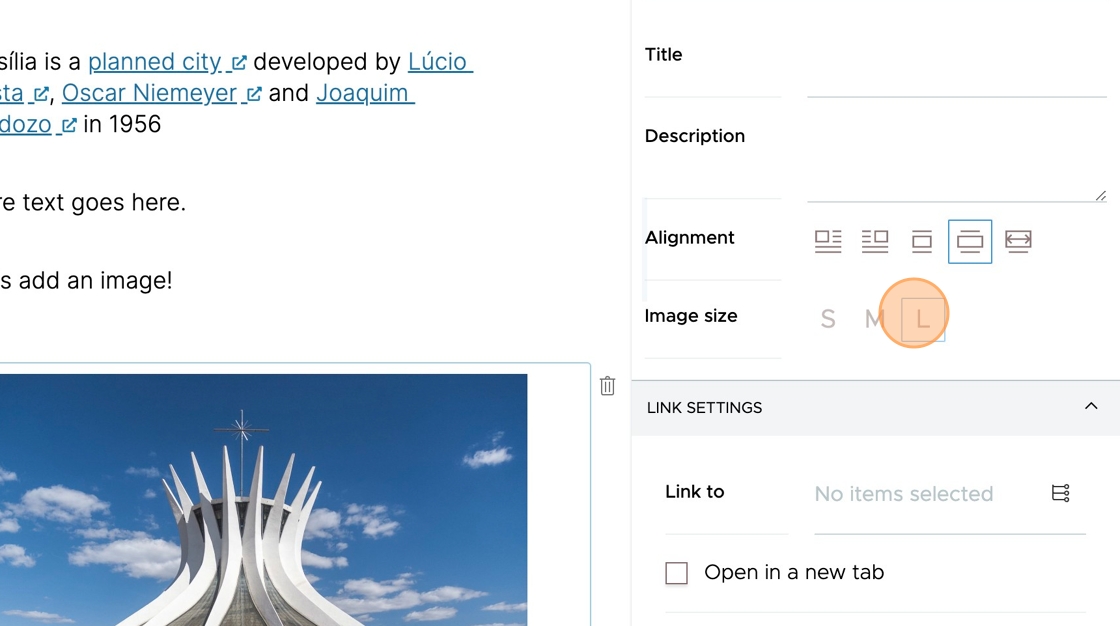 sília is a planned city developed by Lúcio
sta, Oscar Niemeyer and Joaquim
dozo in 1956
re text goes here.
s add an image!
Title
Description
Alignment
Image size
S M L
LINK SETTINGS
Link to
No items selected
Open in a new tab